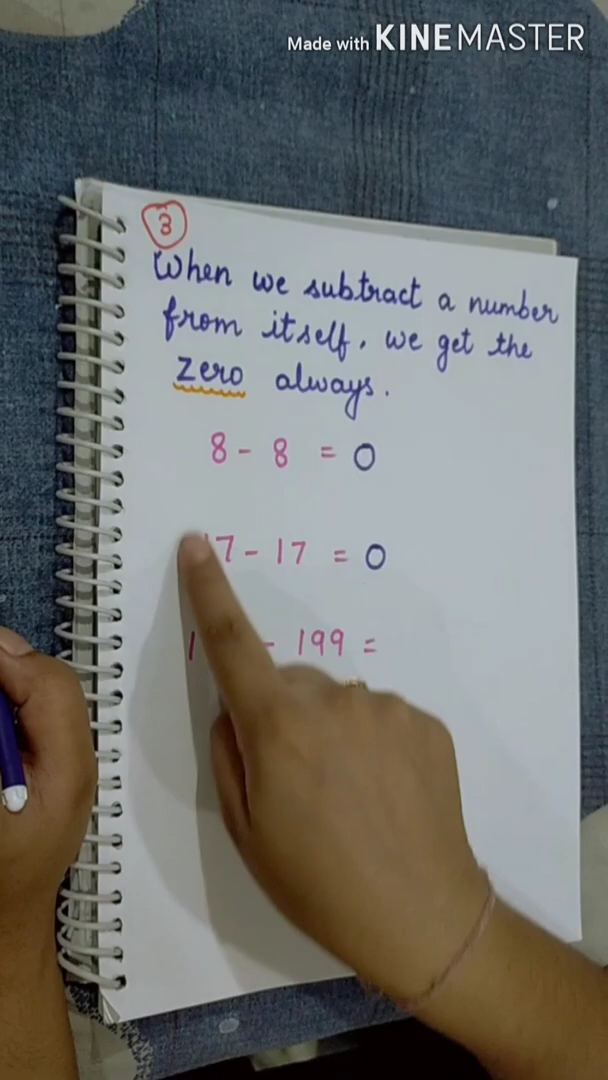 Made with KINEMASTER
3
When we subtract a number
from itself, we get the
zero always.
8 - 8 = 0
17 - 17 = 0
- 199 =